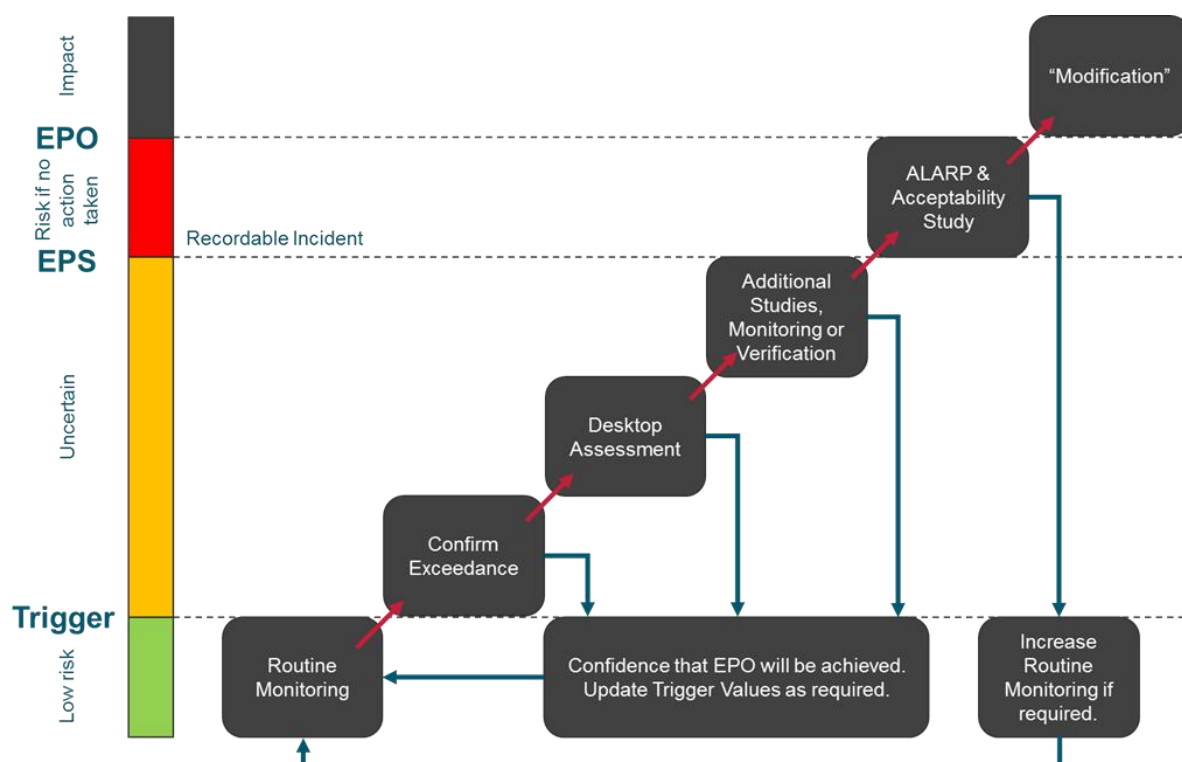 Impact
EPO
Risk if no
action
taken
Recordable Incident
EPS
Uncertain
Trigger
Low risk
“Modification”
ALARP &
Acceptability
Study
Additional
Studies,
Monitoring or
Verification
Desktop
Assessment
Confirm
Exceedance
Routine
Monitoring
Confidence that EPO will be achieved.
Update Trigger Values as required.
Increase
Routine
Monitoring if
required.